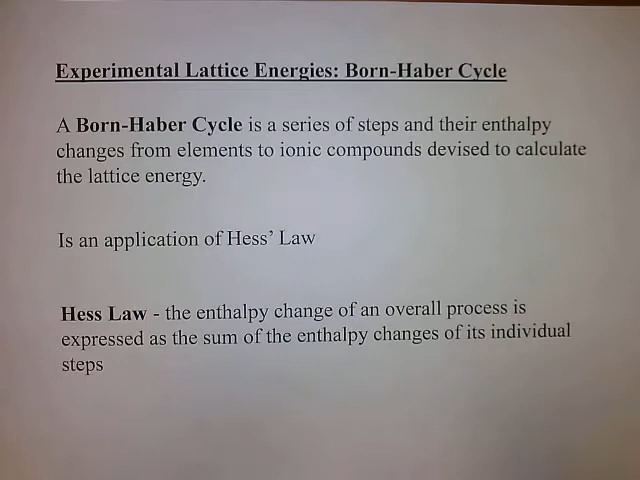 Experimental Lattice Energies: Born-Haber Cycle
A Born-Haber Cycle is a series of steps and their enthalpy
changes from elements to ionic compounds devised to calculate
the lattice energy.
Is an application of Hess’ Law
Hess Law - the enthalpy change of an overall process is
expressed as the sum of the enthalpy changes of its individual
steps